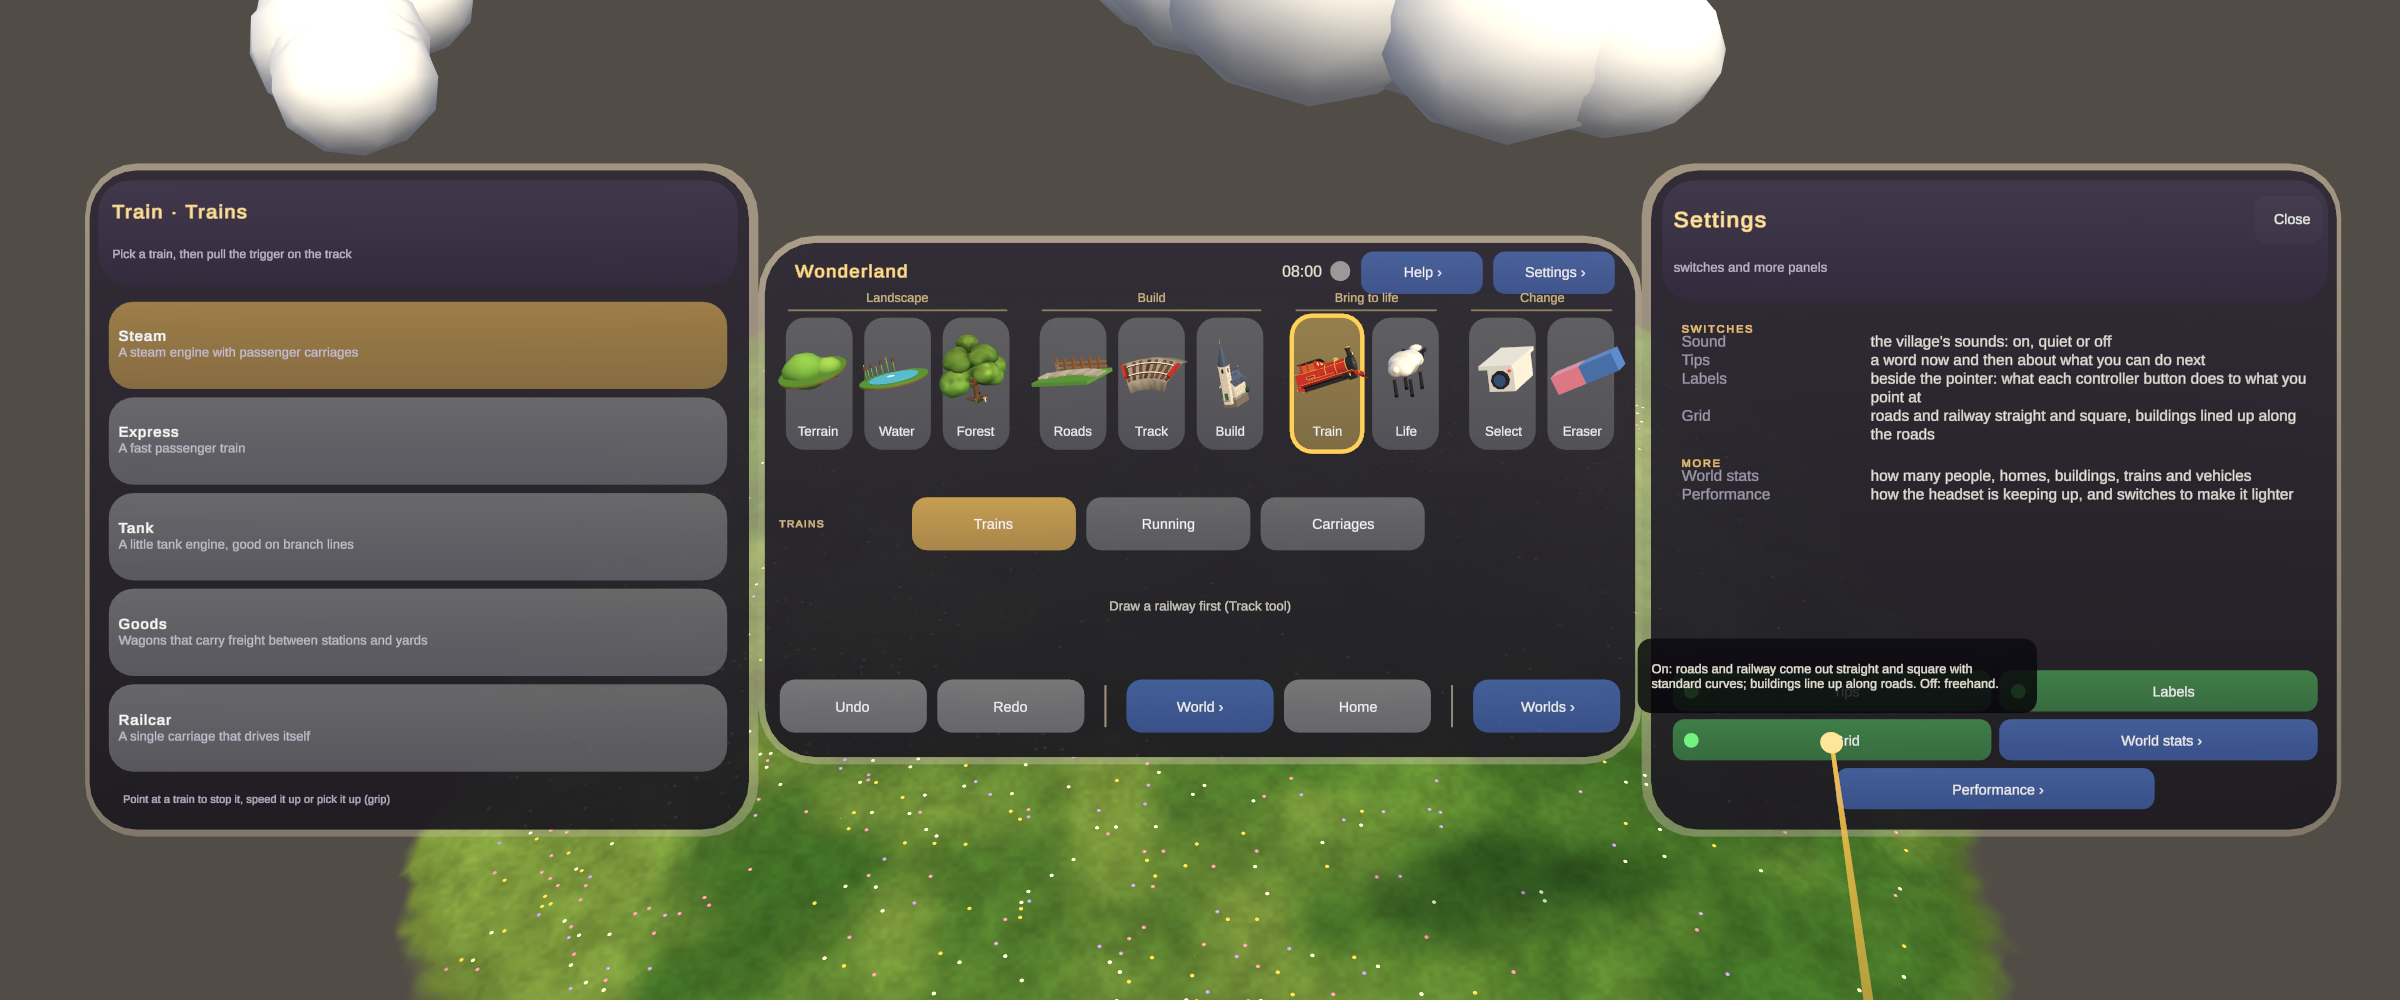 Train · Trains
Pick a train, then pull the trigger on the track
Steam
A steam engine with passenger carriages
Express
A fast passenger train
Tank
A little tank engine, good on branch lines
Goods
Wagons that carry freight between stations and yards
Railcar
A single carriage that drives itself
Point at a train to stop it, speed it up or pick it up (grip)
Wonderland
08:00
Help ›
Settings ›
Landscape
Build
Bring to life
Change
Terrain
Water
Forest
Roads
Track
Build
Train
Life
Select
Eraser
TRAINS
Trains
Running
Carriages
Draw a railway first (Track tool)
Undo
Redo
World ›
Home
Worlds ›
Settings
Close
switches and more panels
SWITCHES
Sound the village's sounds: on, quiet or off
Tips a word now and then about what you can do next
Labels beside the pointer: what each controller button does to what you
point at
Grid roads and railway straight and square, buildings lined up along
the roads
MORE
World stats how many people, homes, buildings, trains and vehicles
Performance how the headset is keeping up, and switches to make it lighter
On: roads and railway come out straight and square with
standard curves; buildings line up along roads. Off: freehand.
Tips
Labels
rid
World stats ›
Performance ›